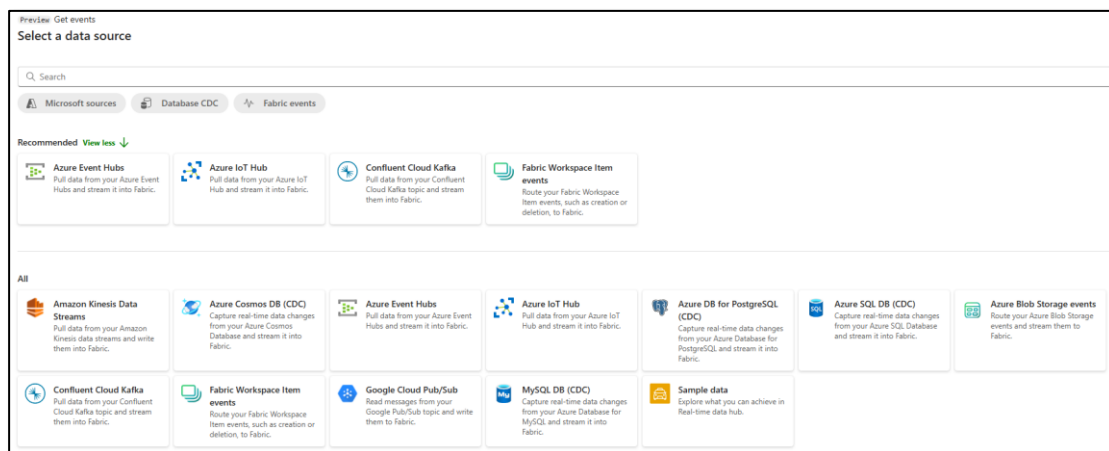 Preview Get events
Select a data source
Search
Microsoft sources
Database CDC
Fabric events
Recommended View less
Azure Event Hubs
Pull data from your Azure Event
Hubs and stream it into Fabric.
Azure IoT Hub
Pull data from your Azure IoT
Hub and stream it into Fabric.
Confluent Cloud Kafka
Pull data from your Confluent
Cloud Kafka topic and stream
them into Fabric.
Fabric Workspace Item
events
Route your Fabric Workspace
Item events, such as creation or
deletion, to Fabric.
All
Amazon Kinesis Data
Streams
Pull data from your Amazon
Kinesis data streams and write
them into Fabric.
Azure Cosmos DB (CDC)
Capture real-time data changes
from your Azure Cosmos
Database and stream it into
Fabric.
Azure Event Hubs
Pull data from your Azure Event
Hubs and stream it into Fabric.
Azure IoT Hub
Pull data from your Azure IoT
Hub and stream it into Fabric.
Azure DB for PostgreSQL
(CDC)
Capture real-time data changes
from your Azure Database for
PostgreSQL and stream it into
Fabric.
SQL
Azure SQL DB (CDC)
Capture real-time data changes
from your Azure SQL Database
and stream it into Fabric.
Azure Blob Storage events
Route your Azure Blob Storage
events and stream them to
Fabric.
Confluent Cloud Kafka
Pull data from your Confluent
Cloud Kafka topic and stream
them into Fabric.
Fabric Workspace Item
events
Route your Fabric Workspace
Item events, such as creation or
deletion, to Fabric.
Google Cloud Pub/Sub
Read messages from your
Google Pub/Sub topic and write
them to Fabric.
My
MySQL DB (CDC)
Capture real-time data changes
from your Azure Database for
MySQL and stream it into
Fabric.
Sample data
Explore what you can achieve in
Real-time data hub.